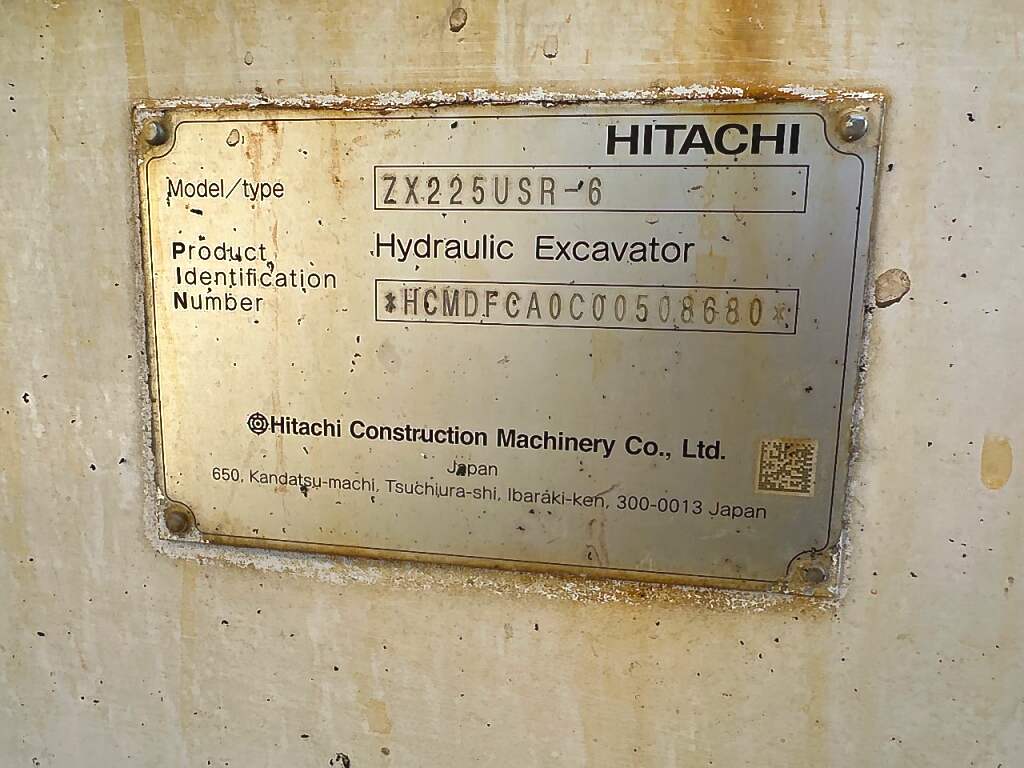 HITACHI
Model/type ZX225USR-6
Hydraulic Excavator
Product
Identification
Number
*HCMDFCA0C00508680*
Hitachi Construction Machinery Co., Ltd.
Japan
650, Kandatsu-machi, Tsuchiura-shi, Ibaraki-ken, 300-0013 Japan